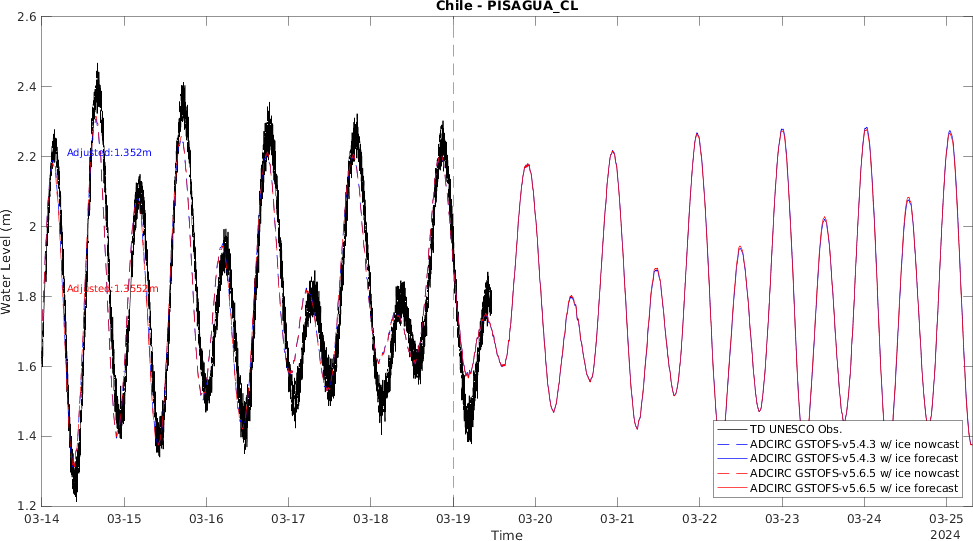 Chile - PISAGUA_CL
2.6
2.4
2.2
2
1.8
1.6
1.4
1.2
Water Level (m)
Adjusted:1.352m
Adjusted:1.3552m
TD UNESCO Obs.
ADCIRC GSTOFS-v5.4.3 w/ ice nowcast
ADCIRC GSTOFS-v5.4.3 w/ ice forecast
ADCIRC GSTOFS-v5.6.5 w/ ice nowcast
ADCIRC GSTOFS-v5.6.5 w/ ice forecast
03-14 03-15 03-16 03-17 03-18 03-19 03-20 03-21 03-22 03-23 03-24 03-25
Time
2024